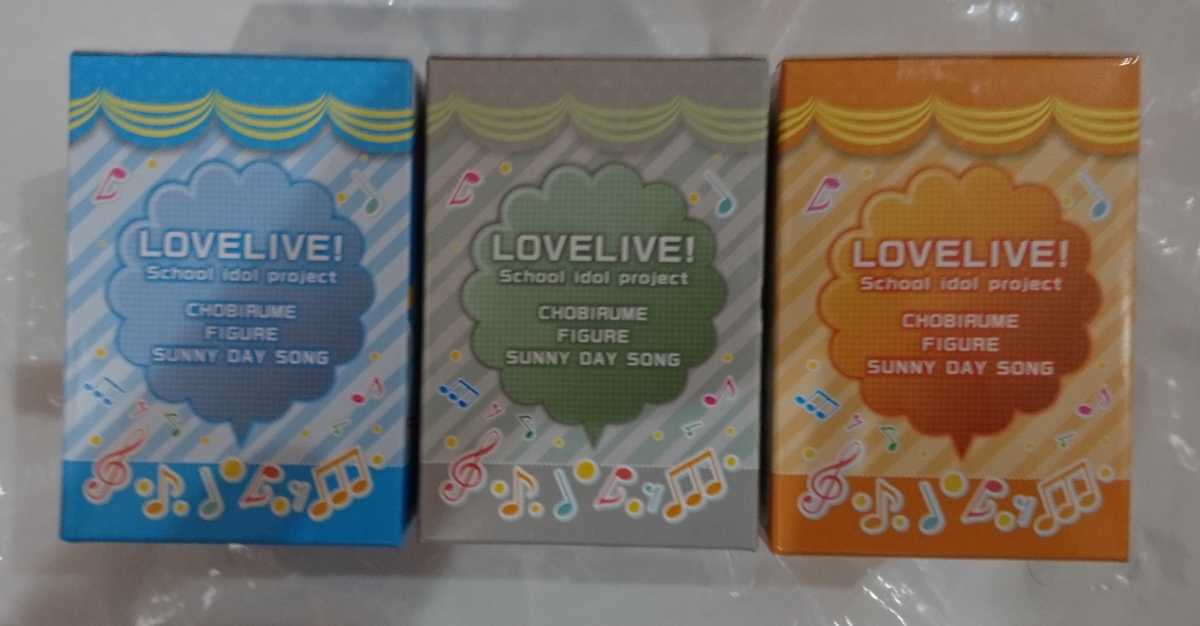 LOVELIVE!
School idol project
CHOBIRUME
FIGURE
SUNNY DAY SONG
LOVELIVE!
School idol project
CHOBIRUME
FIGURE
SUNNY DAY SONG
LOVELIVE!
School idol project
CHOBIRUME
FIGURE
SUNNY DAY SONG